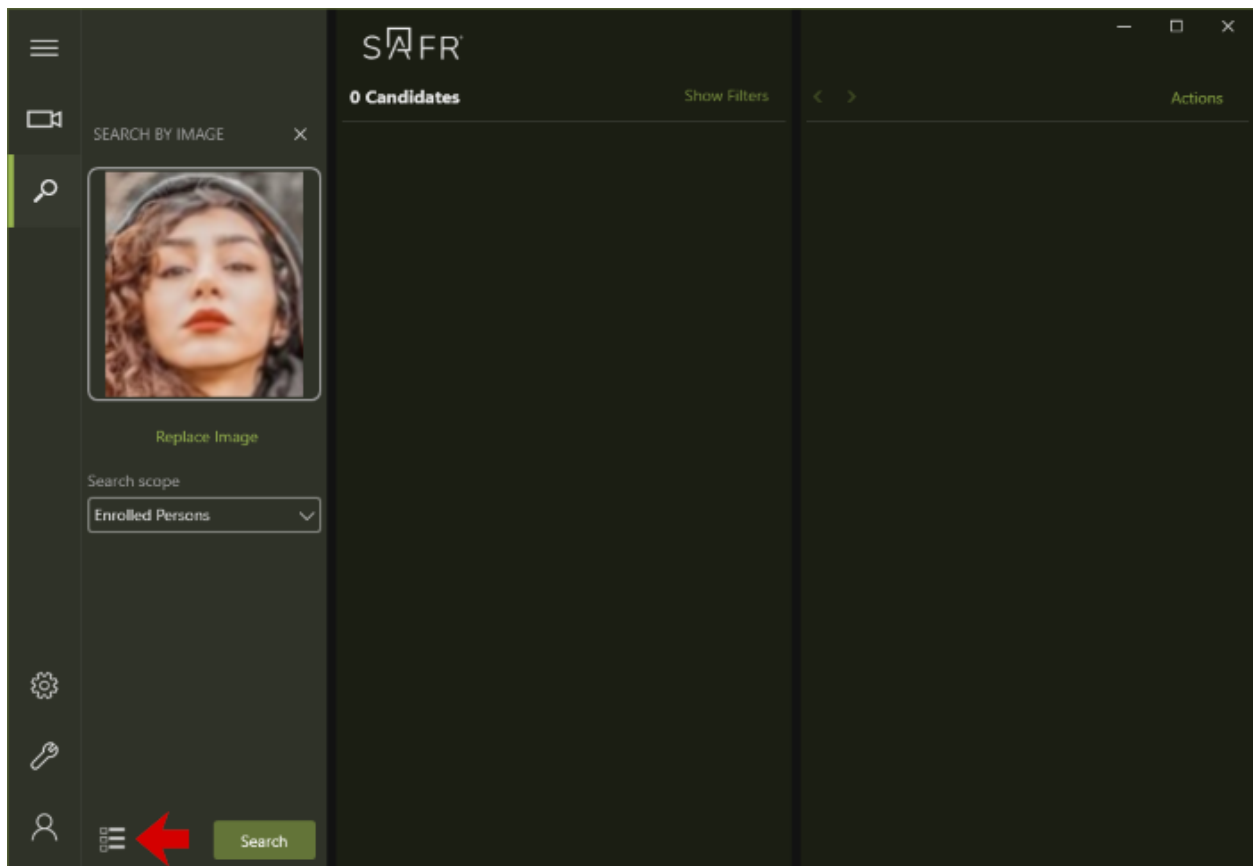 SAFR
0 Candidates
Show Filters
Actions
SEARCH BY IMAGE
Replace Image
Search scope
Enrolled Persons
Search